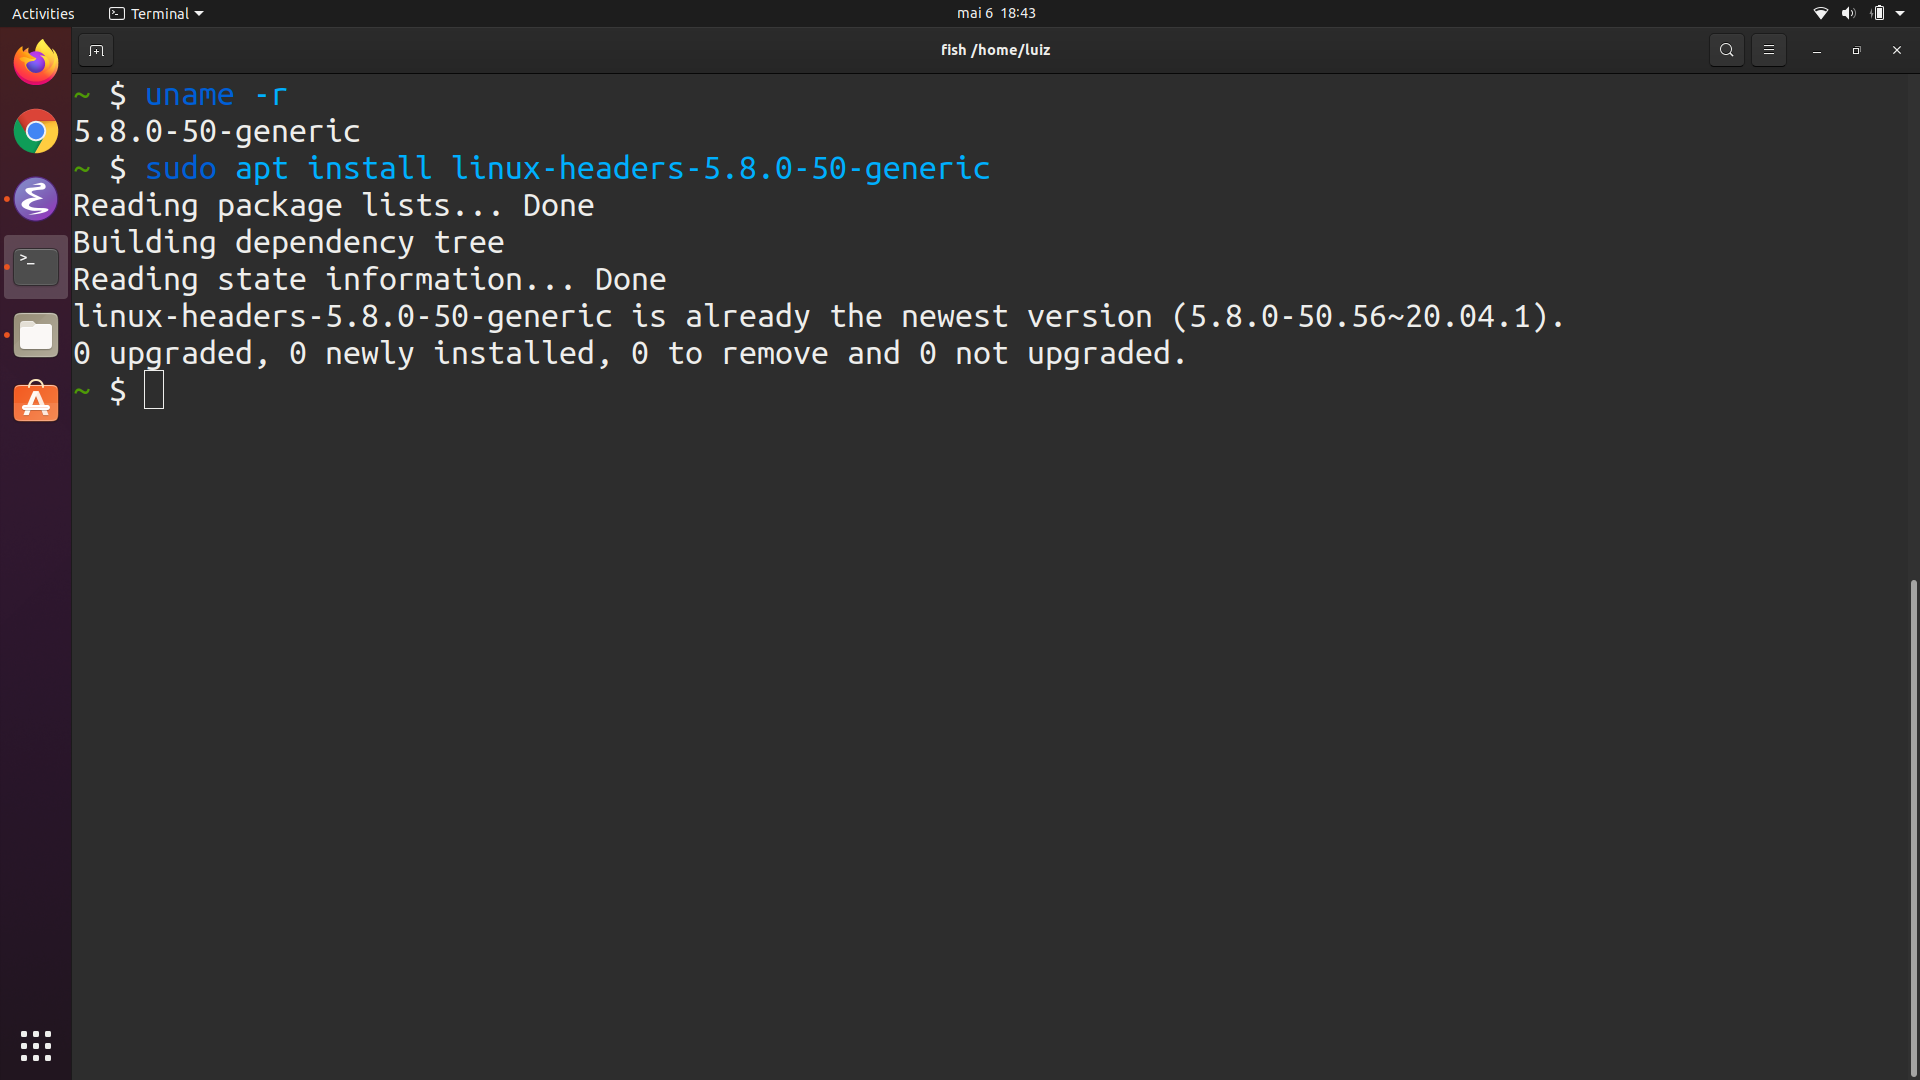 Activities
Terminal
mai 6 18:43
fish /home/luiz
~ $ uname -r
5.8.0-50-generic
~ $ sudo apt install linux-headers-5.8.0-50-generic
Reading package lists... Done
Building dependency tree
Reading state information... Done
linux-headers-5.8.0-50-generic is already the newest version (5.8.0-50.56~20.04.1).
0 upgraded, 0 newly installed, 0 to remove and 0 not upgraded.
~ $